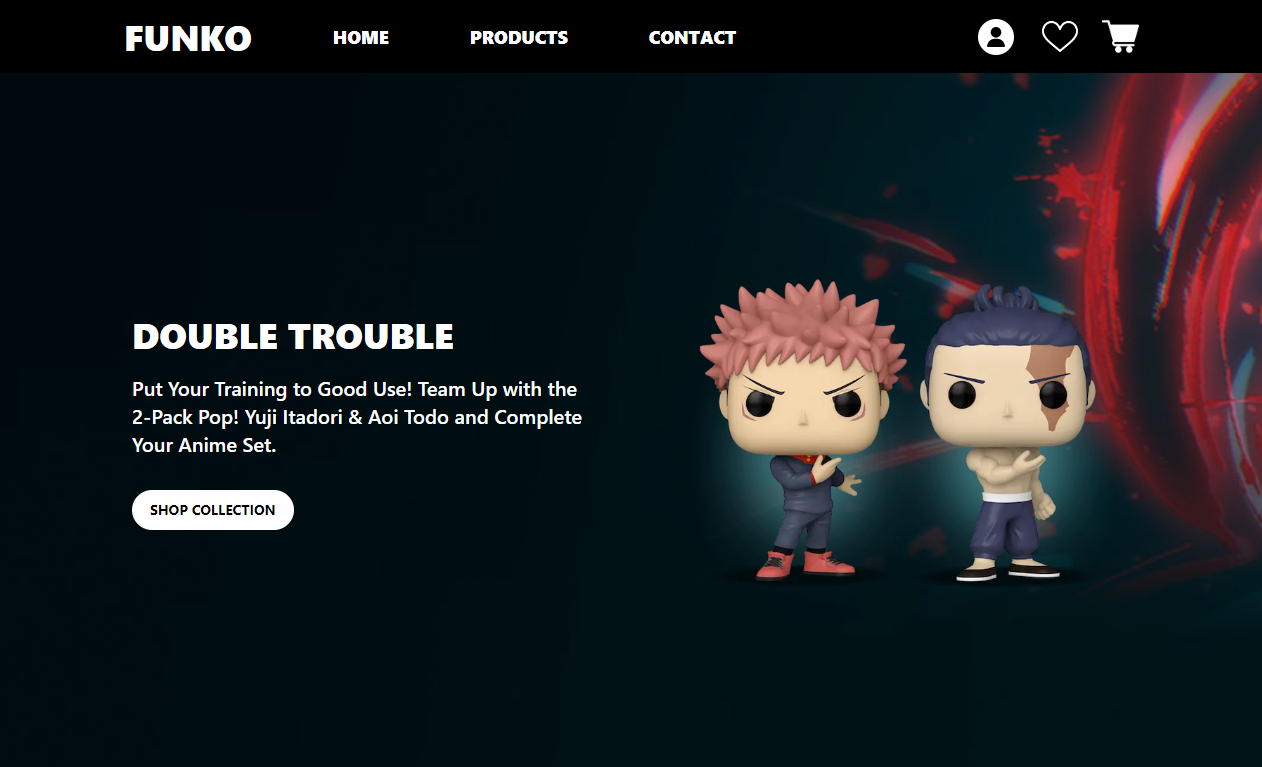 FUNKO
HOME
PRODUCTS
CONTACT
DOUBLE TROUBLE
Put Your Training to Good Use! Team Up with the
2-Pack Pop! Yuji Itadori & Aoi Todo and Complete
Your Anime Set.
SHOP COLLECTION